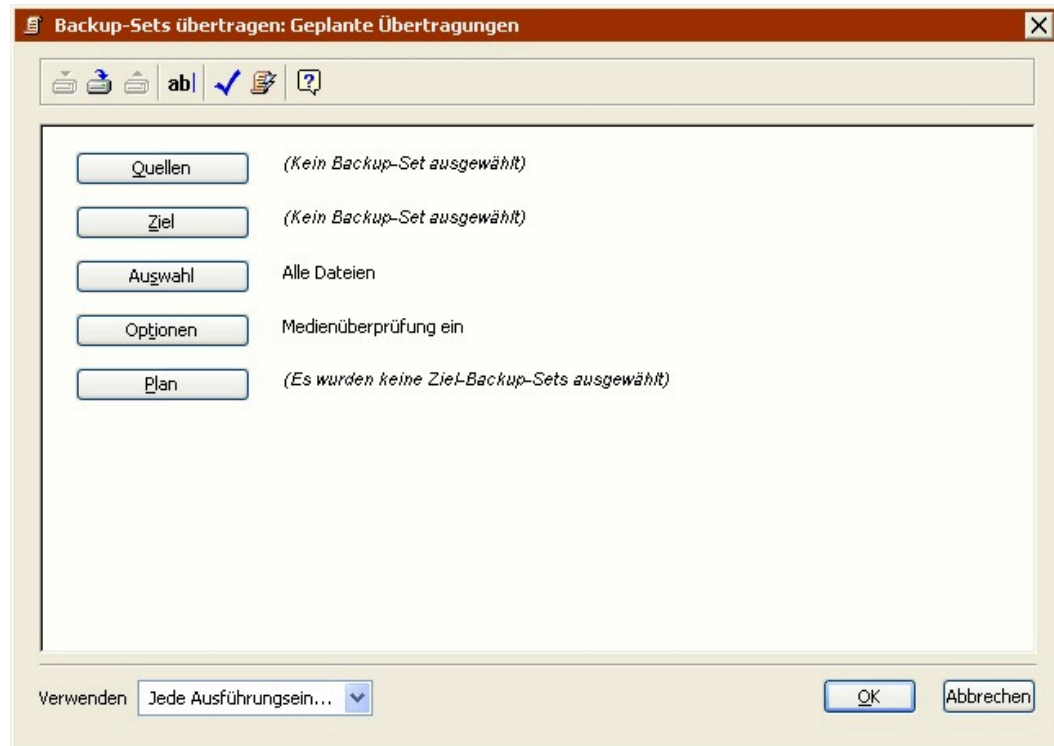 Backup-Sets übertragen: Geplante Übertragungen
ab|
Quellen (Kein Backup-Set ausgewählt)
Ziel (Kein Backup-Set ausgewählt)
Auswahl Alle Dateien
Optionen Medienüberprüfung ein
Plan (Es wurden keine Ziel-Backup-Sets ausgewählt)
Verwenden Jede Ausführungsein... OK Abbrechen